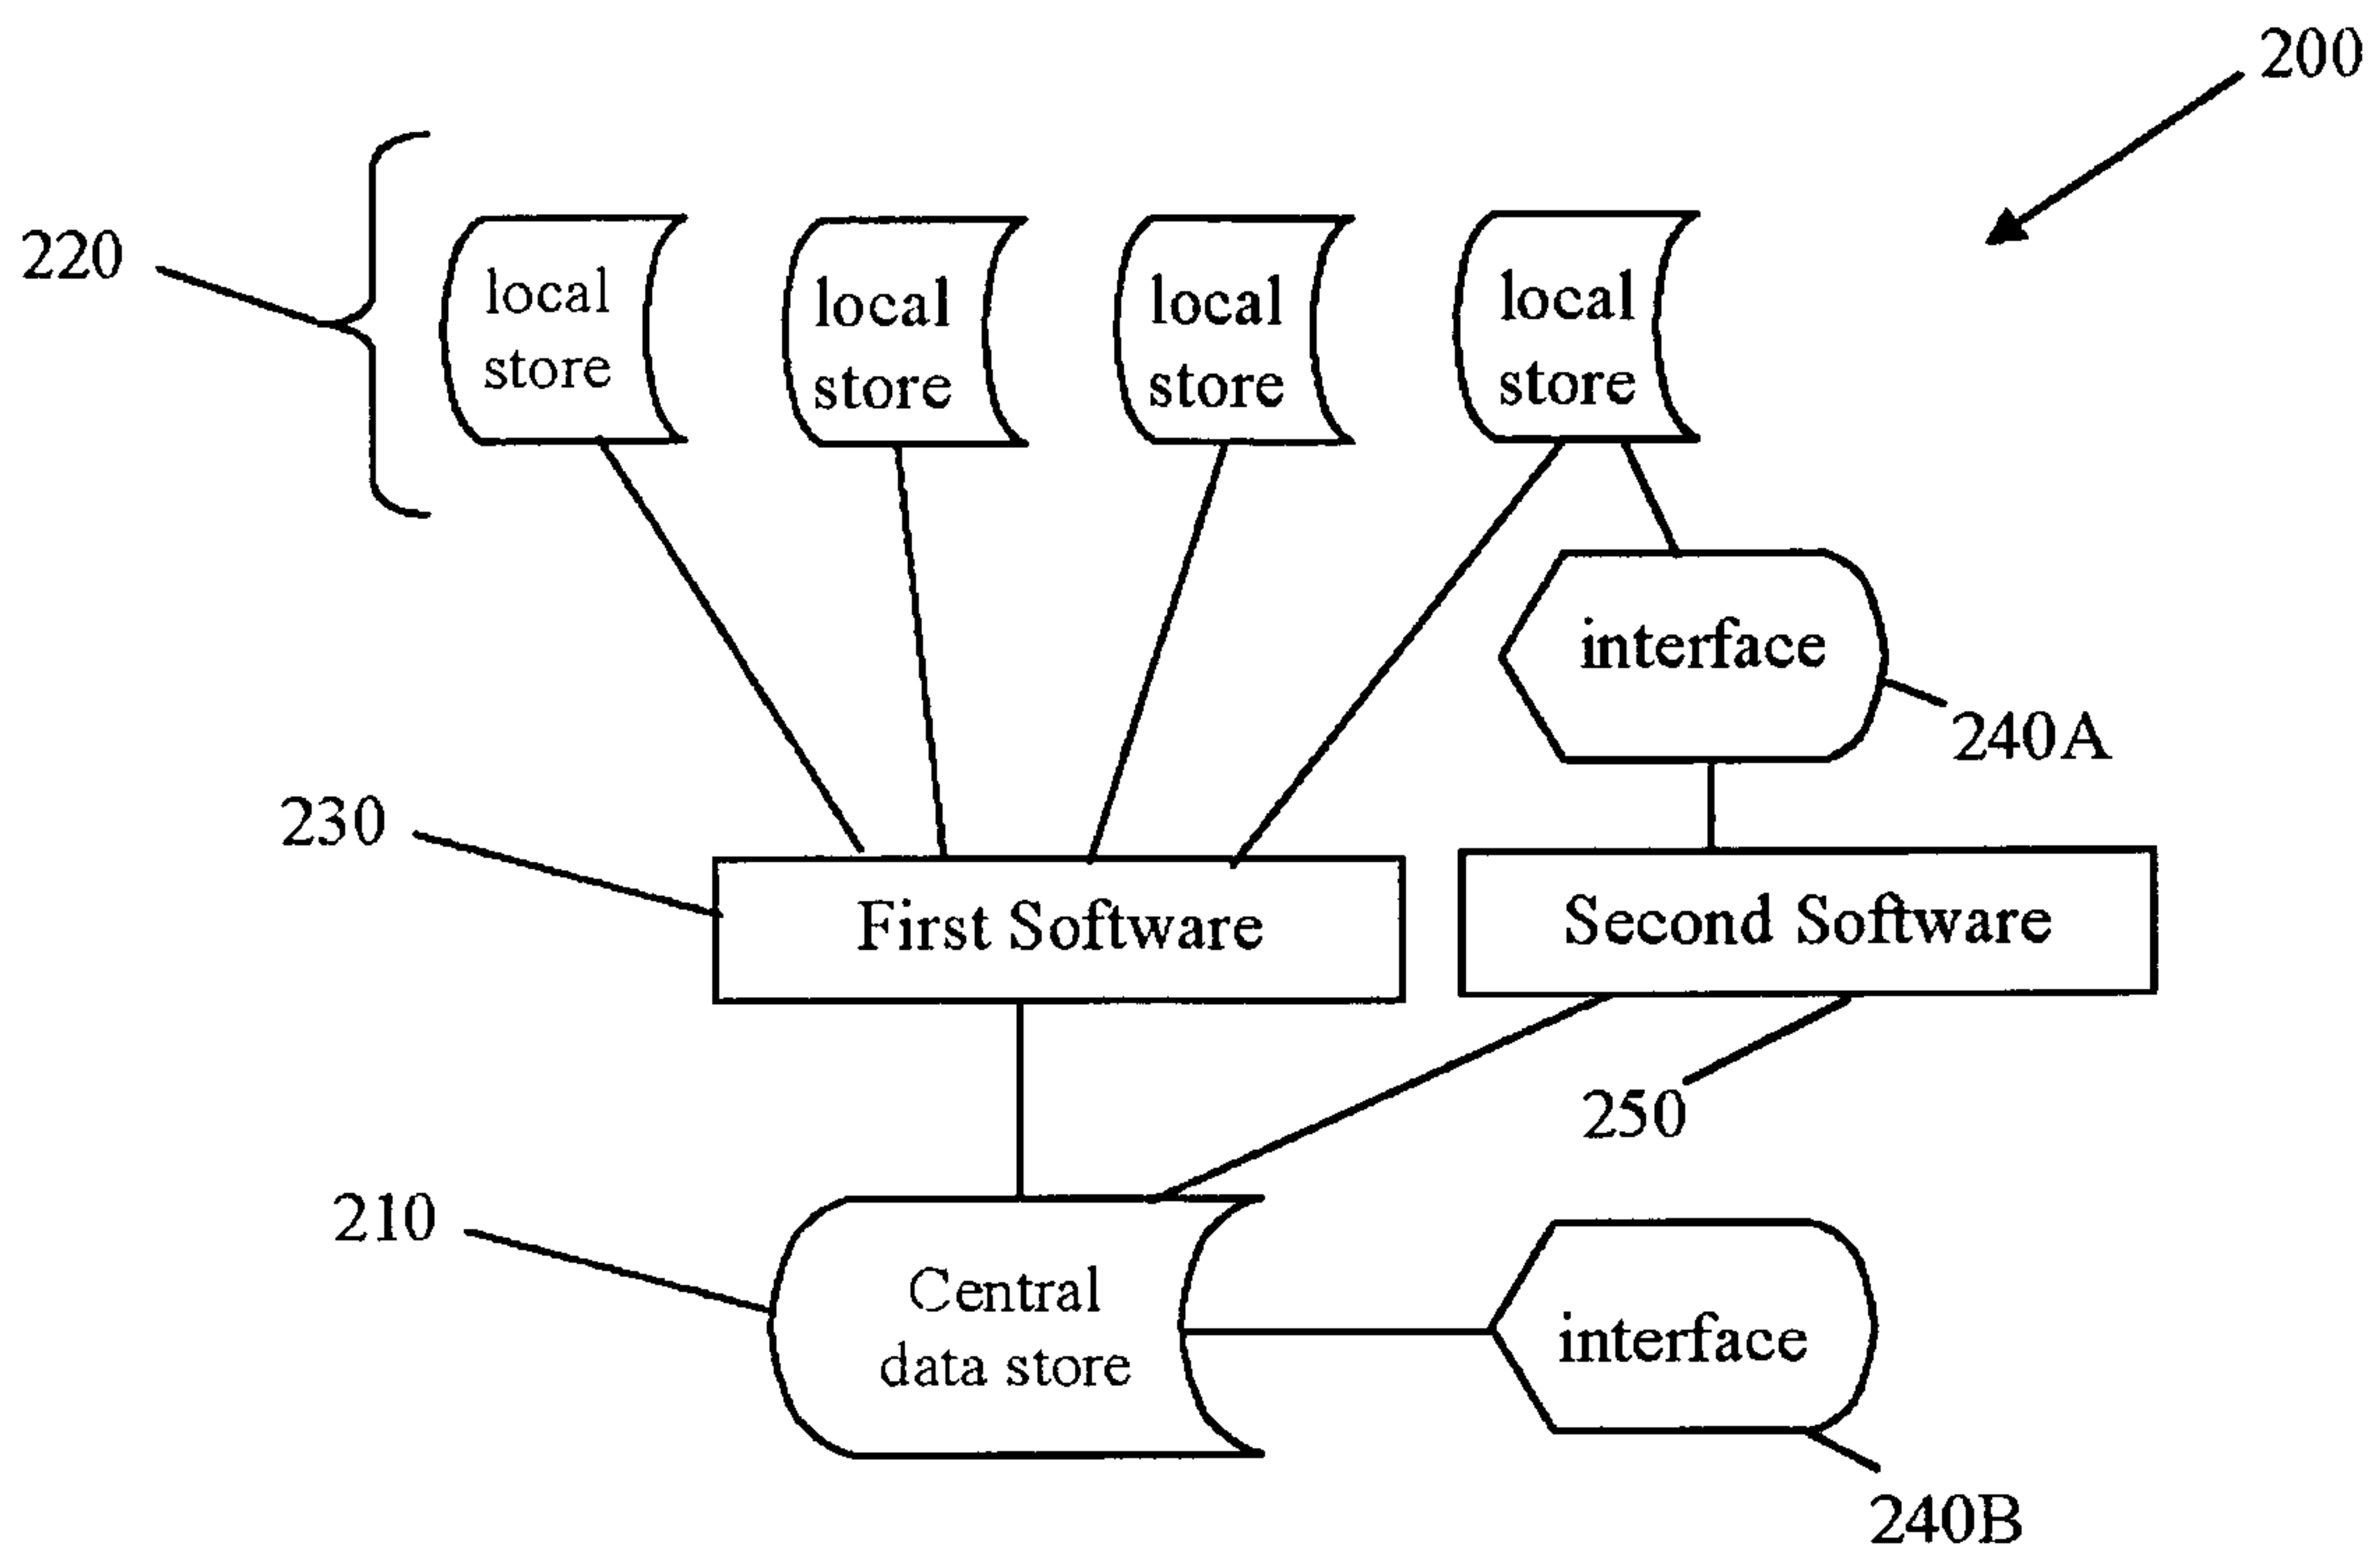 200
220
local
store
local
store
local
store
local
store
interface
240A
230
First Software
Second Software
250
210
Central
data store
interface
240B